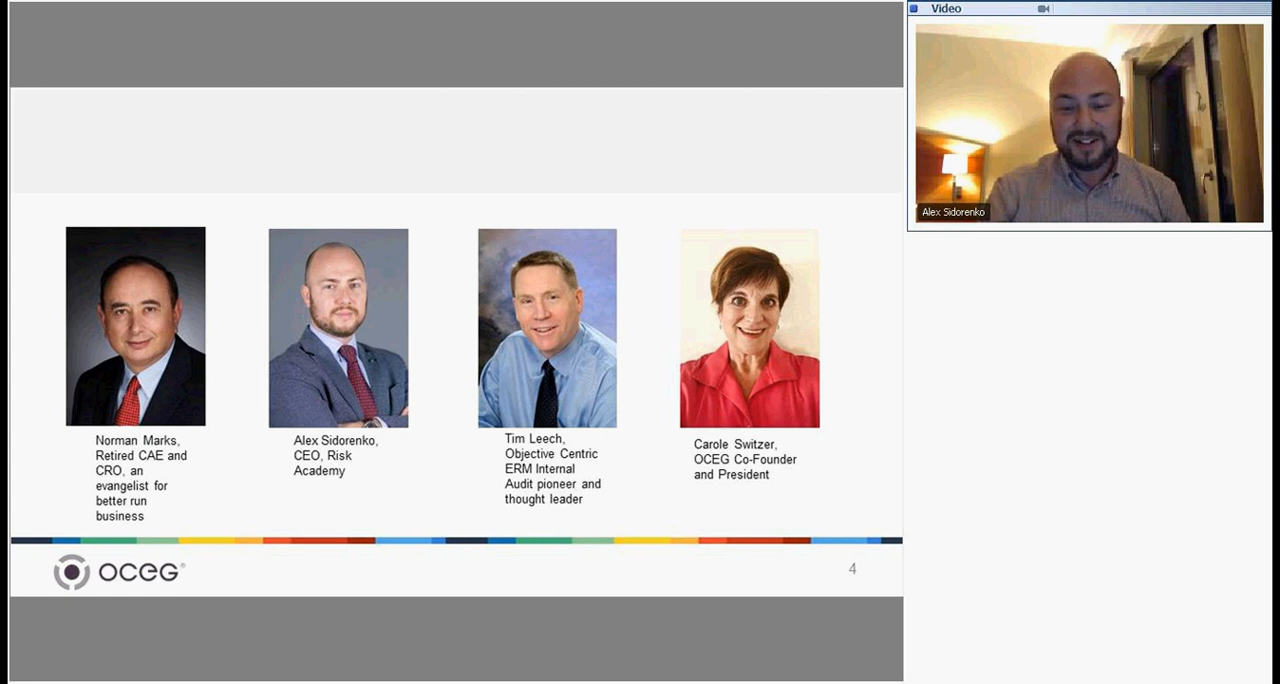 Video
Alex Sidorenko
Norman Marks,
Retired CAE and
CRO, an
evangelist for
better run
business
Alex Sidorenko,
CEO, Risk
Academy
Tim Leech,
Objective Centric
ERM Internal
Audit pioneer and
thought leader
Carole Switzer,
OCEG Co-Founder
and President
OCEG®
4